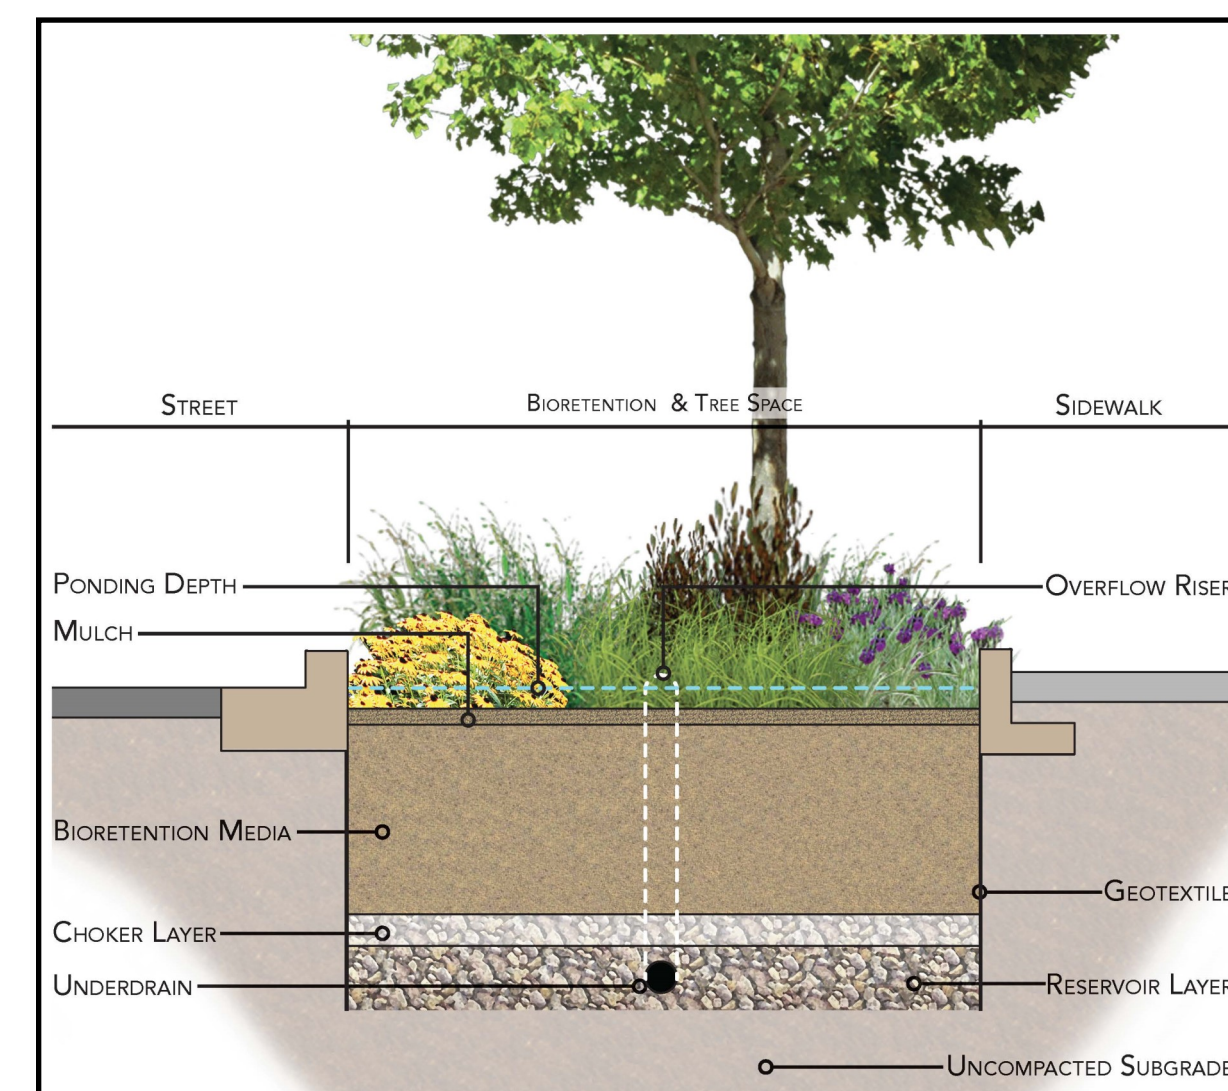 Street
Bioretention & Tree Space
Sidewalk
Ponding Depth
Overflow Riser
Mulch
Bioretention Media
Geotextile
Choker Layer
Underdrain
Reservoir Layer
Uncompacted Subgrade